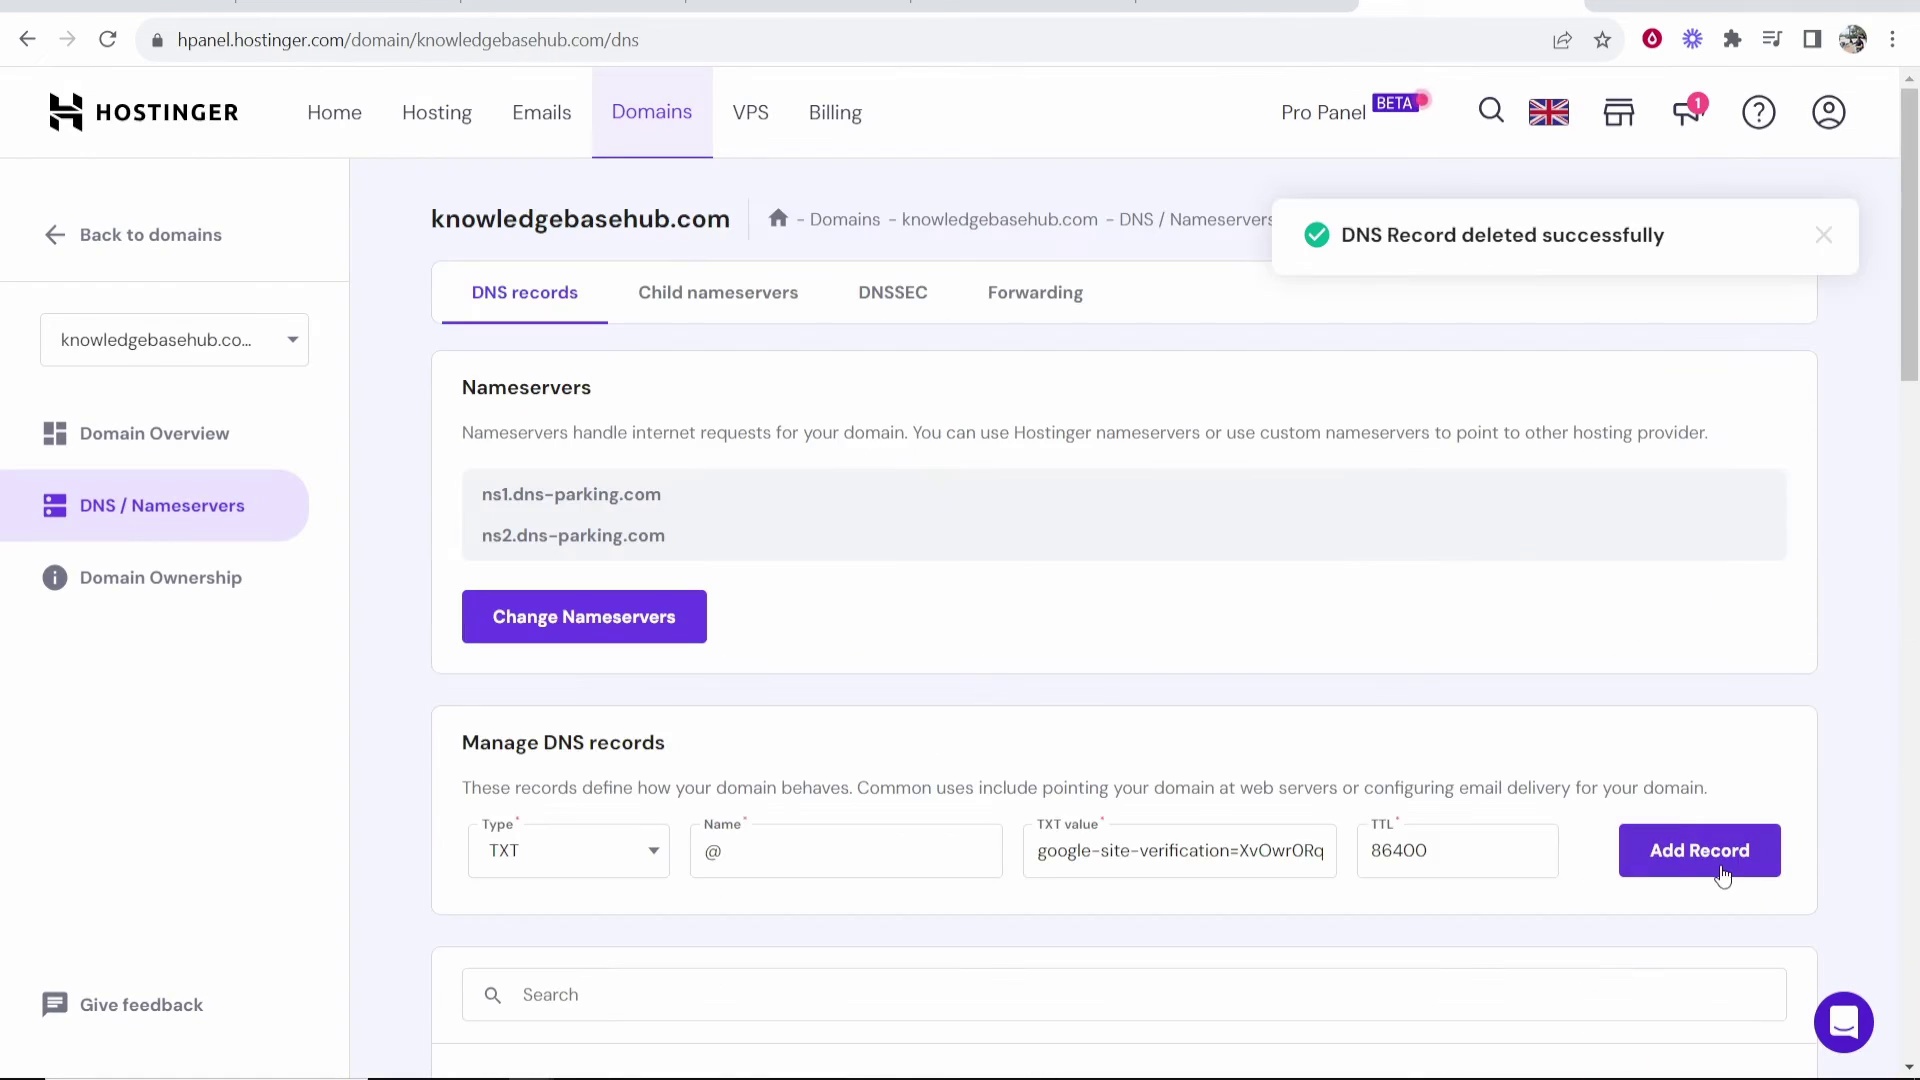 hpanel.hostinger.com/domain/knowledgebasehub.com/dns
HOSTINGER
Home
Hosting
Emails
Domains
VPS
Billing
Pro Panel
BETA
1
Back to domains
knowledgebasehub.co...
Domain Overview
DNS / Nameservers
Domain Ownership
Give feedback
knowledgebasehub.com
- Domains - knowledgebasehub.com - DNS / Nameservers
DNS Record deleted successfully
DNS records
Child nameservers
DNSSEC
Forwarding
Nameservers
Nameservers handle internet requests for your domain. You can use Hostinger nameservers or use custom nameservers to point to other hosting provider.
ns1.dns-parking.com
ns2.dns-parking.com
Change Nameservers
Manage DNS records
These records define how your domain behaves. Common uses include pointing your domain at web servers or configuring email delivery for your domain.
Type*
TXT
Name*
@
TXT value*
google-site-verification=XvOwr0Rq
TTL*
86400
Add Record
Search